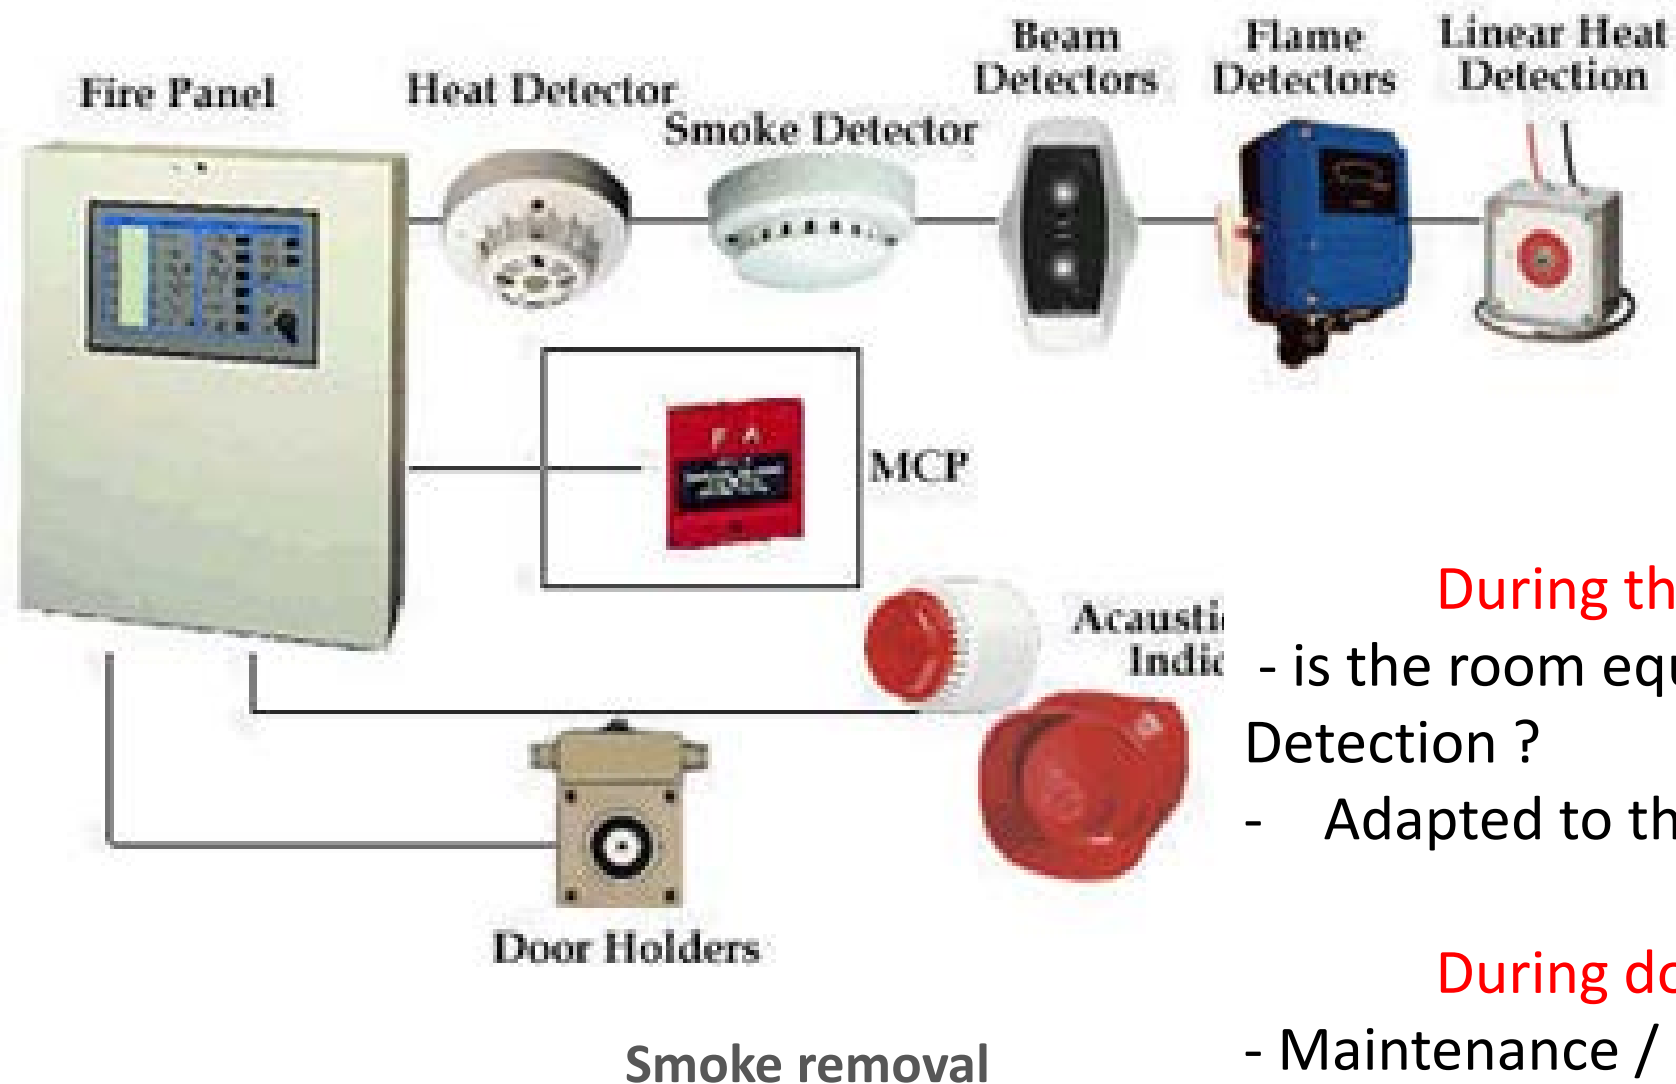 Fire Panel
Heat Detector
Smoke Detector
Beam
Detectors
Flame
Detectors
Linear Heat
Detection
MCP
Acausti
Indic
Door Holders
Smoke removal
During th
- is the room equ
Detection ?
- Adapted to th
During do
- Maintenance /